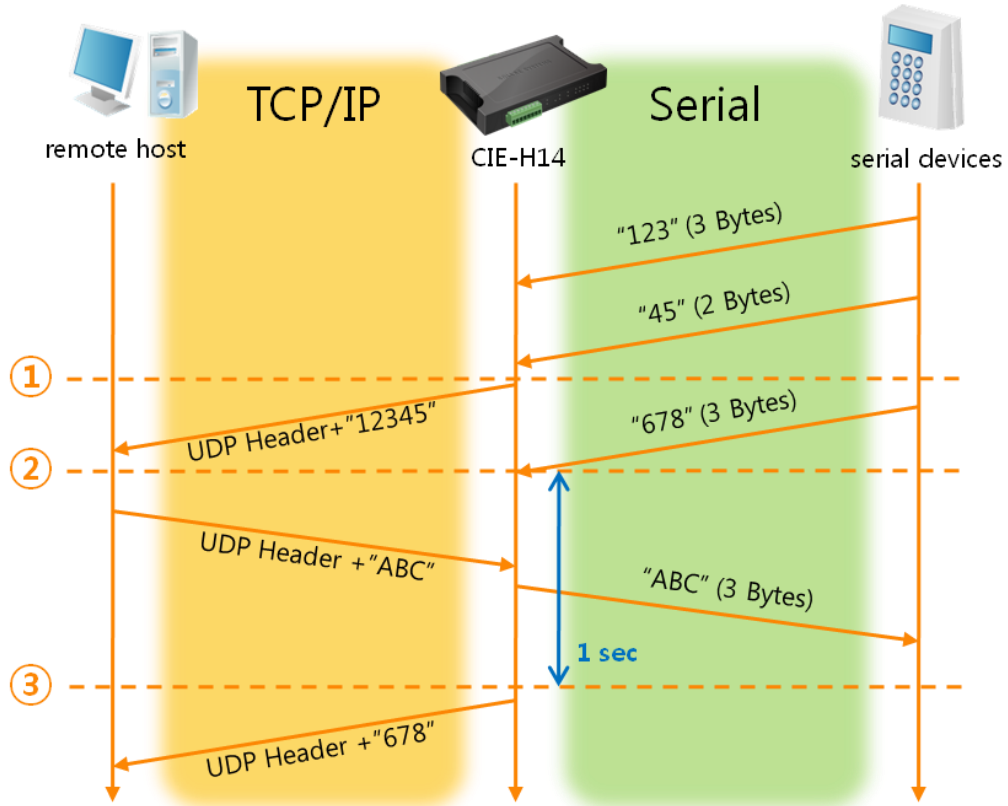 TCP/IP
Serial
remote host
CIE-H14
serial devices
“123” (3 Bytes)
“45” (2 Bytes)
①
UDP Header+”12345”
“678” (3 Bytes)
②
UDP Header +”ABC”
“ABC” (3 Bytes)
1 sec
③
UDP Header +”678”